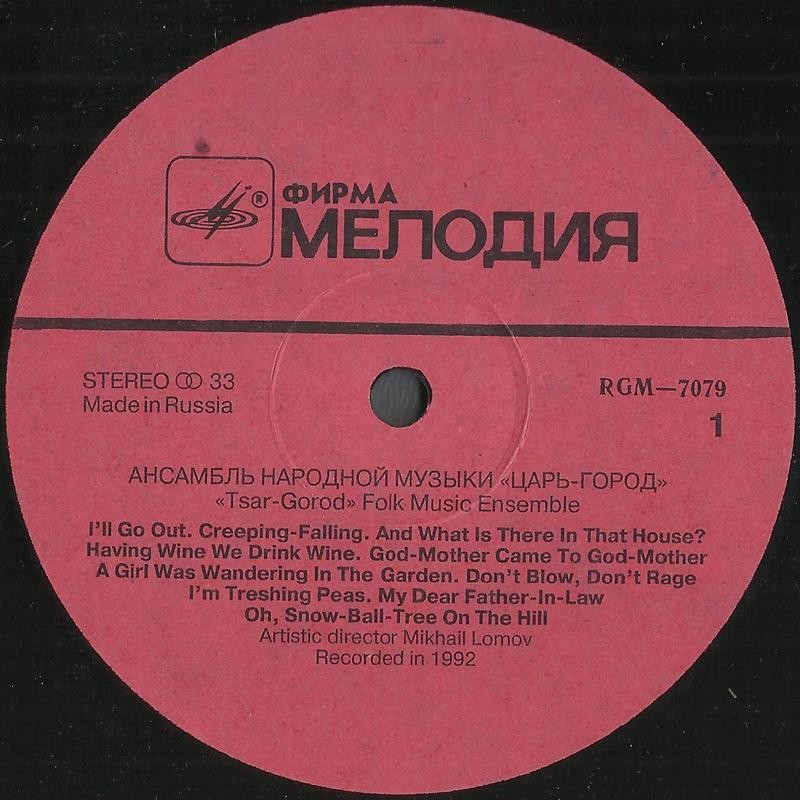 ®
ФИРМА
МЕЛОДИЯ
STEREO 33
Made in Russia
RGM—7079
1
АНСАМБЛЬ НАРОДНОЙ МУЗЫКИ «ЦАРЬ-ГОРОД»
«Tsar-Gorod» Folk Music Ensemble
I'll Go Out. Creeping-Falling. And What Is There In That House?
Having Wine We Drink Wine. God-Mother Came To God-Mother
A Girl Was Wandering In The Garden. Don't Blow, Don't Rage
I'm Treshing Peas. My Dear Father-In-Law
Oh, Snow-Ball-Tree On The Hill
Artistic director Mikhail Lomov
Recorded in 1992